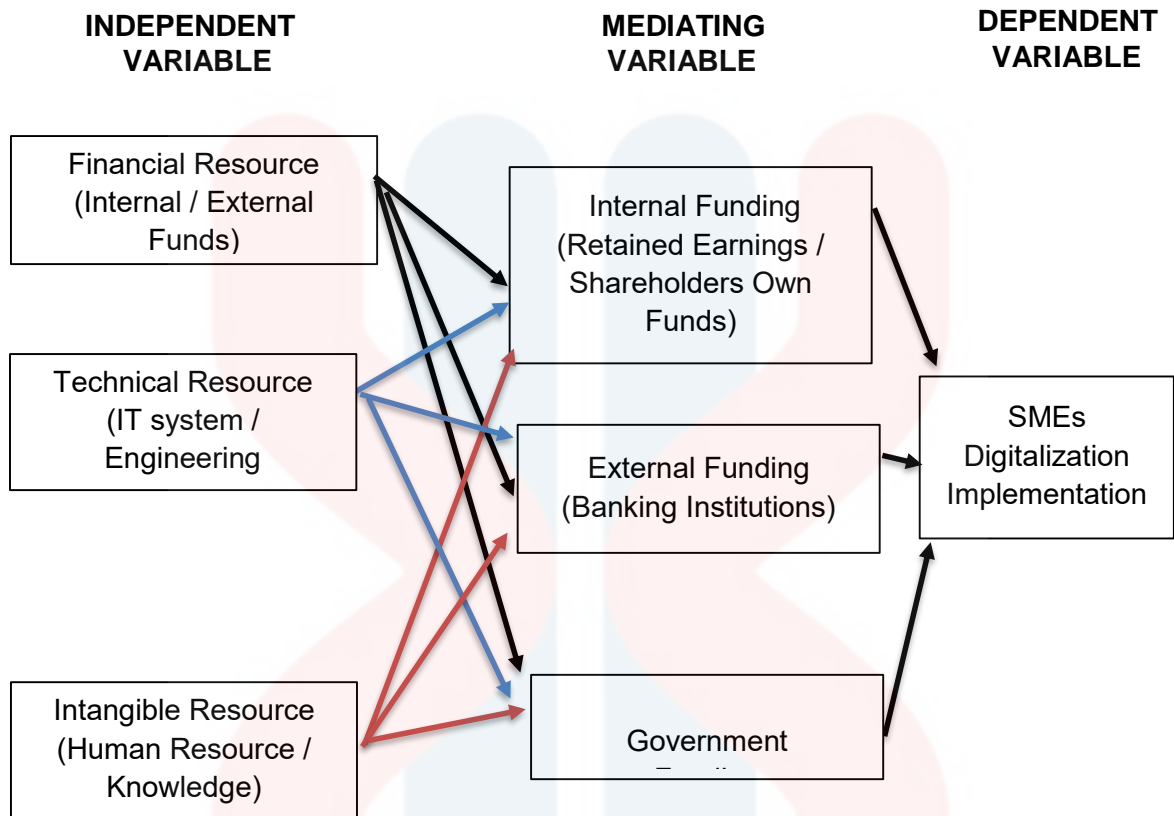 INDEPENDENT
VARIABLE
MEDIATING
VARIABLE
DEPENDENT
VARIABLE
Financial Resource
(Internal / External
Funds)
Technical Resource
(IT system /
Engineering
Intangible Resource
(Human Resource /
Knowledge)
Internal Funding
(Retained Earnings /
Shareholders Own
Funds)
External Funding
(Banking Institutions)
Government
SMEs
Digitalization
Implementation